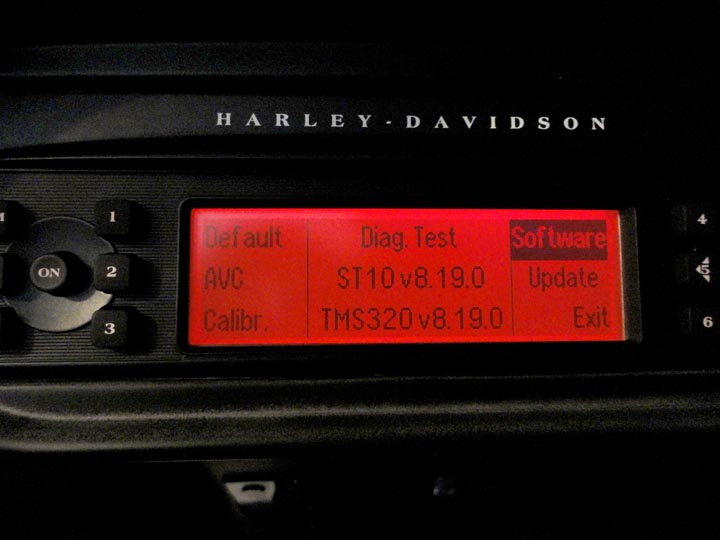 HARLEY-DAVIDSON
1
4
Default Diag. Test Software
ON
2
AVC ST10 v8.19.0 Update
5
3
Calibr. TMS320 v8.19.0 Exit
6